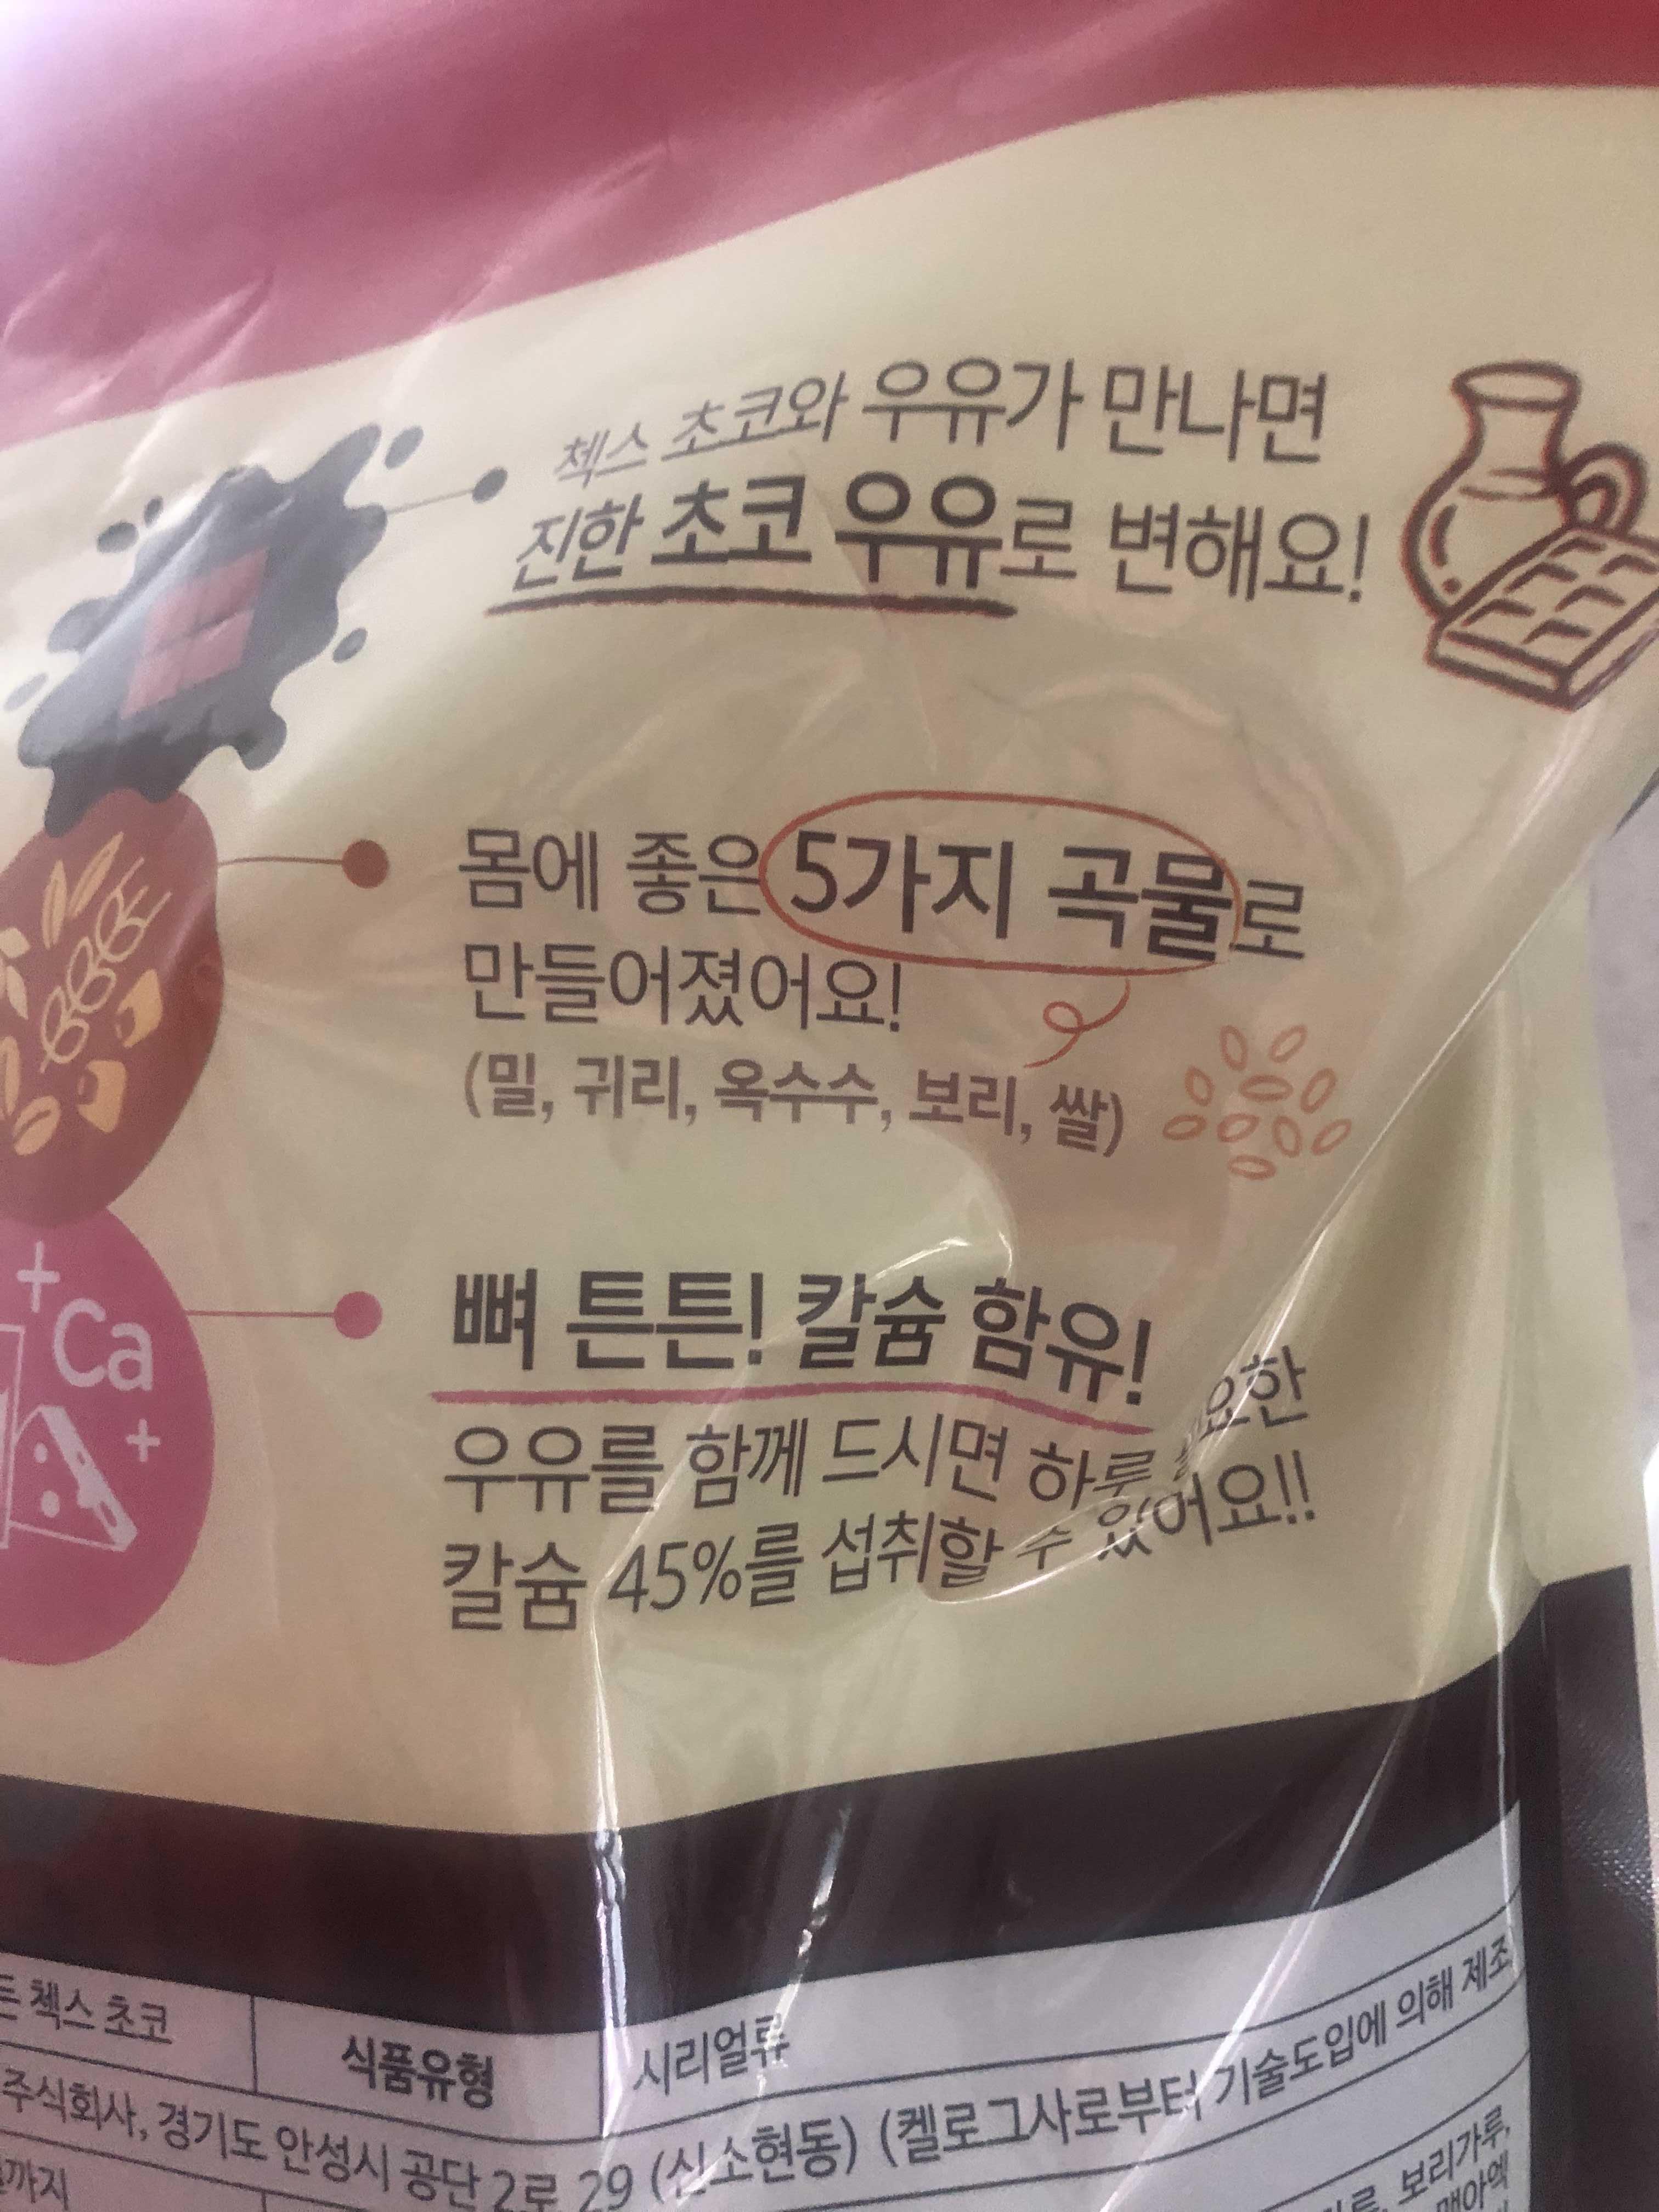 첵스 초코와 우유가 만나면
진한 초코 우유로 변해요!
몸에 좋은 5가지 곡물로
만들어졌어요!
(밀, 귀리, 옥수수, 보리, 쌀)
+
Ca
+
뼈 튼튼! 칼슘 함유!
우유를 함께 드시면 하루 요한
칼슘 45%를 섭취할 수 있어요!!
든 첵스 초코 식품유형 시리얼류
주식회사, 경기도 안성시 공단 2로 29 (신소현동) (켈로그사로부터 기술도입에 의해 제조
까지
보리가루,
맥아엑